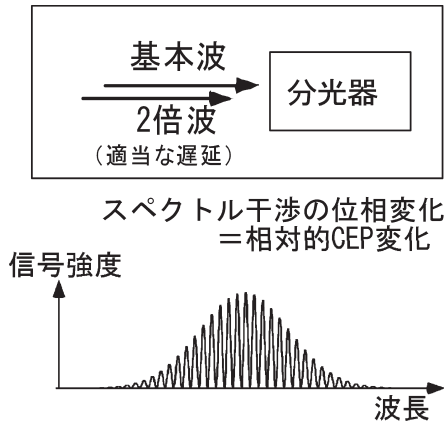 基本波
2倍波
(適当な遅延)
分光器
スペクトル干渉の位相変化
=相対的CEP変化
信号強度
波長